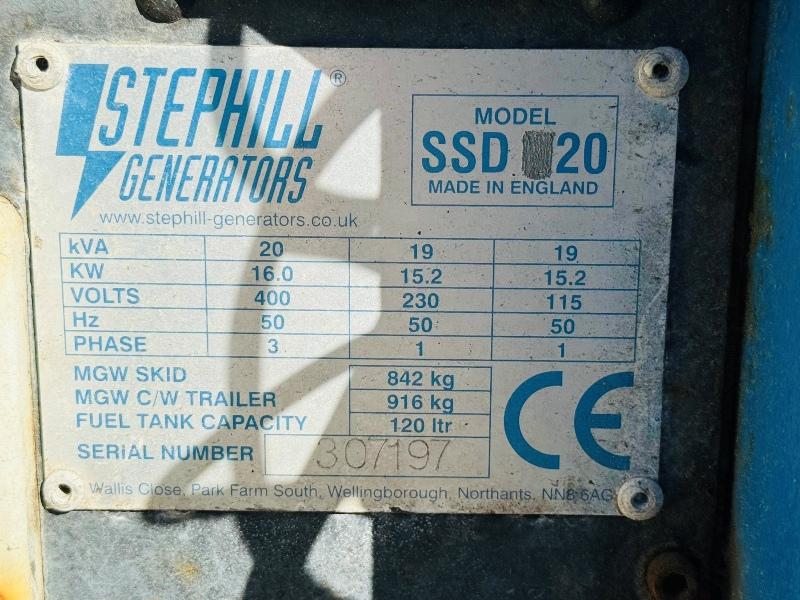 STEPHILL ®
GENERATORS
www.stephill-generators.co.uk
MODEL
SSD 20
MADE IN ENGLAND
kVA 20 19 19
KW 16.0 15.2 15.2
VOLTS 400 230 115
Hz 50 50 50
PHASE 3 1 1
MGW SKID 842 kg
MGW C/W TRAILER 916 kg
FUEL TANK CAPACITY 120 ltr
SERIAL NUMBER 307197
CE
Wallis Close, Park Farm South, Wellingborough, Northants, NN8 6AG